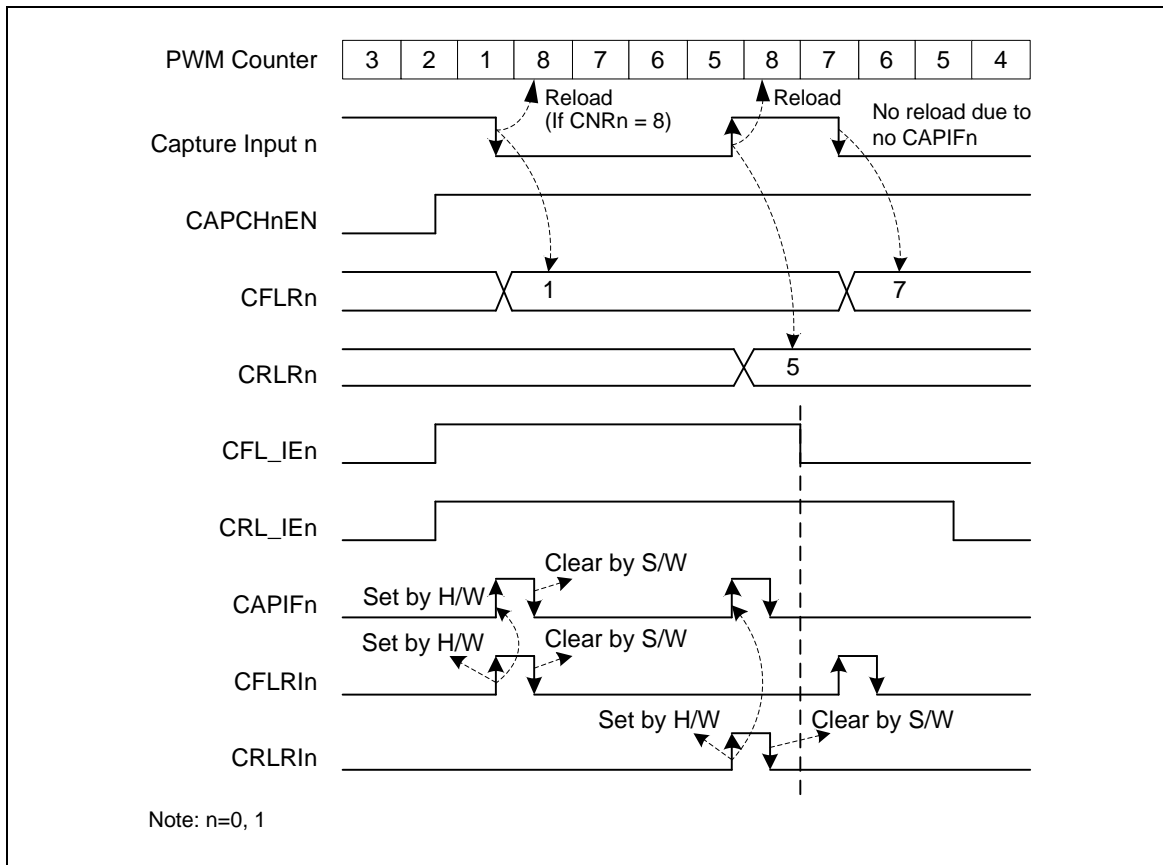 PWM Counter 3 2 1 8 7 6 5 8 7 6 5 4
Reload
(If CNRn = 8)
Reload
No reload due to
no CAPIFn
Capture Input n
CAPCHnEN
CFLRn 1 7
CRLRn 5
CFL_IEn
CRL_IEn
Clear by S/W
CAPIFn Set by H/W
Set by H/W Clear by S/W
CFLRIn
Set by H/W Clear by S/W
CRLRIn
Note: n=0, 1